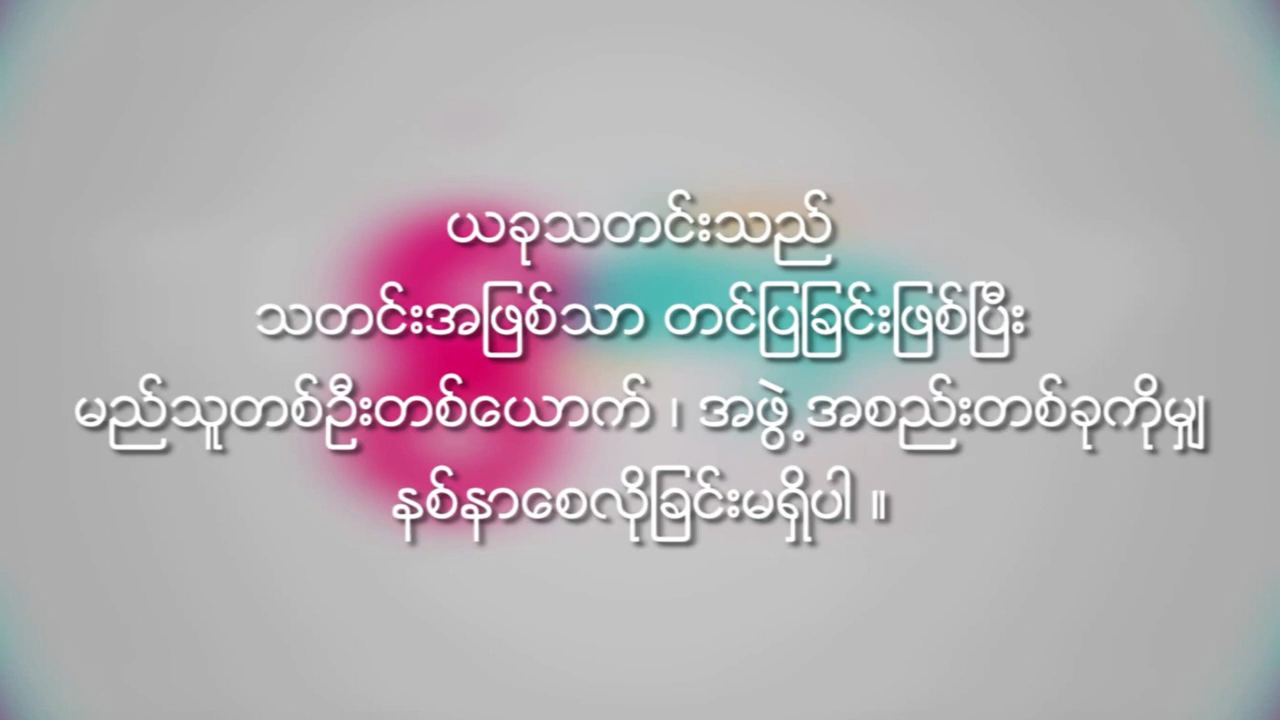 ယခုသတင်းသည်
သတင်းအဖြစ်သာ တင်ပြခြင်းဖြစ်ပြီး
မည်သူတစ်ဦးတစ်ယောက် ၊ အဖွဲ့အစည်းတစ်ခုကိုမျှ
နစ်နာစေလိုခြင်းမရှိပါ ။